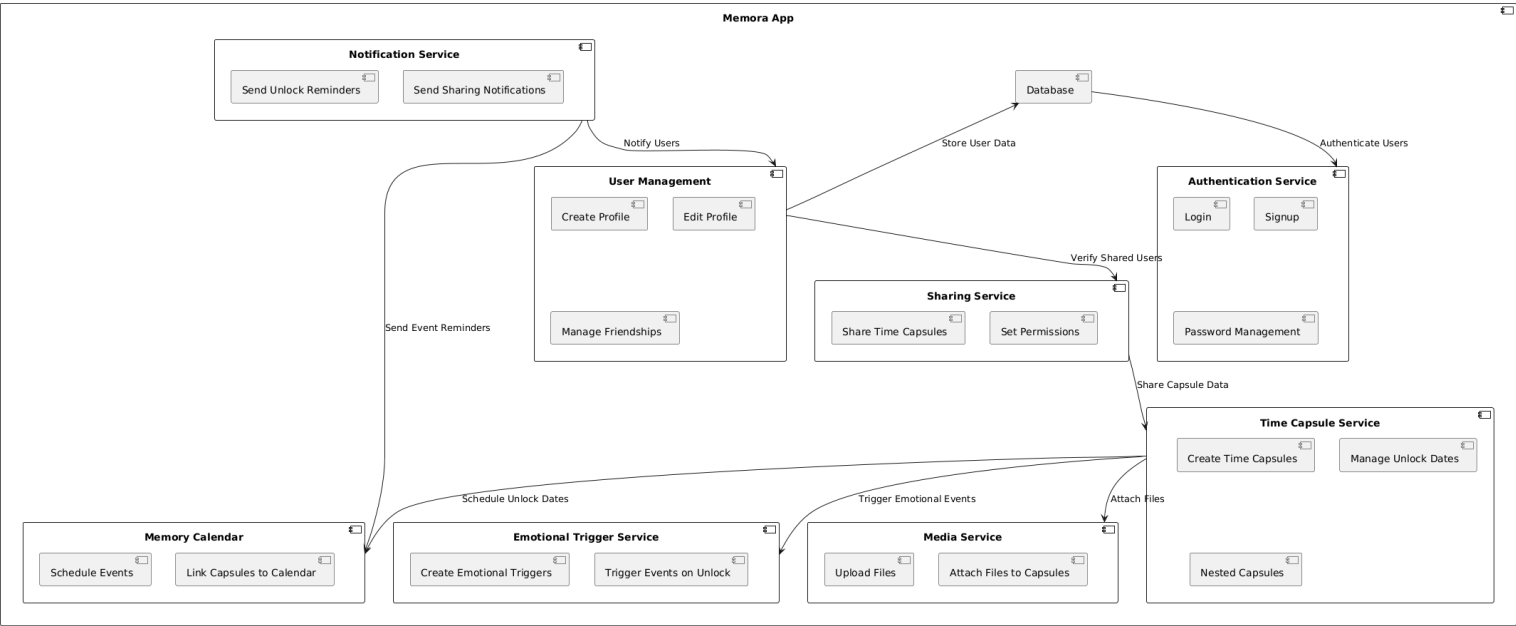 Memora App
Notification Service
Send Unlock Reminders
Send Sharing Notifications
Database
Notify Users
Store User Data
Authenticate Users
User Management
Create Profile
Edit Profile
Manage Friendships
Authentication Service
Login
Signup
Password Management
Verify Shared Users
Sharing Service
Share Time Capsules
Set Permissions
Send Event Reminders
Share Capsule Data
Time Capsule Service
Create Time Capsules
Manage Unlock Dates
Nested Capsules
Schedule Unlock Dates
Trigger Emotional Events
Attach Files
Memory Calendar
Schedule Events
Link Capsules to Calendar
Emotional Trigger Service
Create Emotional Triggers
Trigger Events on Unlock
Media Service
Upload Files
Attach Files to Capsules